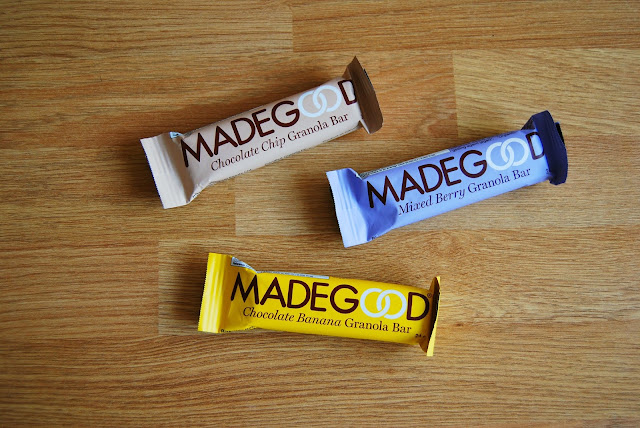 MADEGOOD
Chocolate Chip Granola Bar
MADEGOOD
Mixed Berry Granola Bar
MADEGOOD
Chocolate Banana Granola Bar